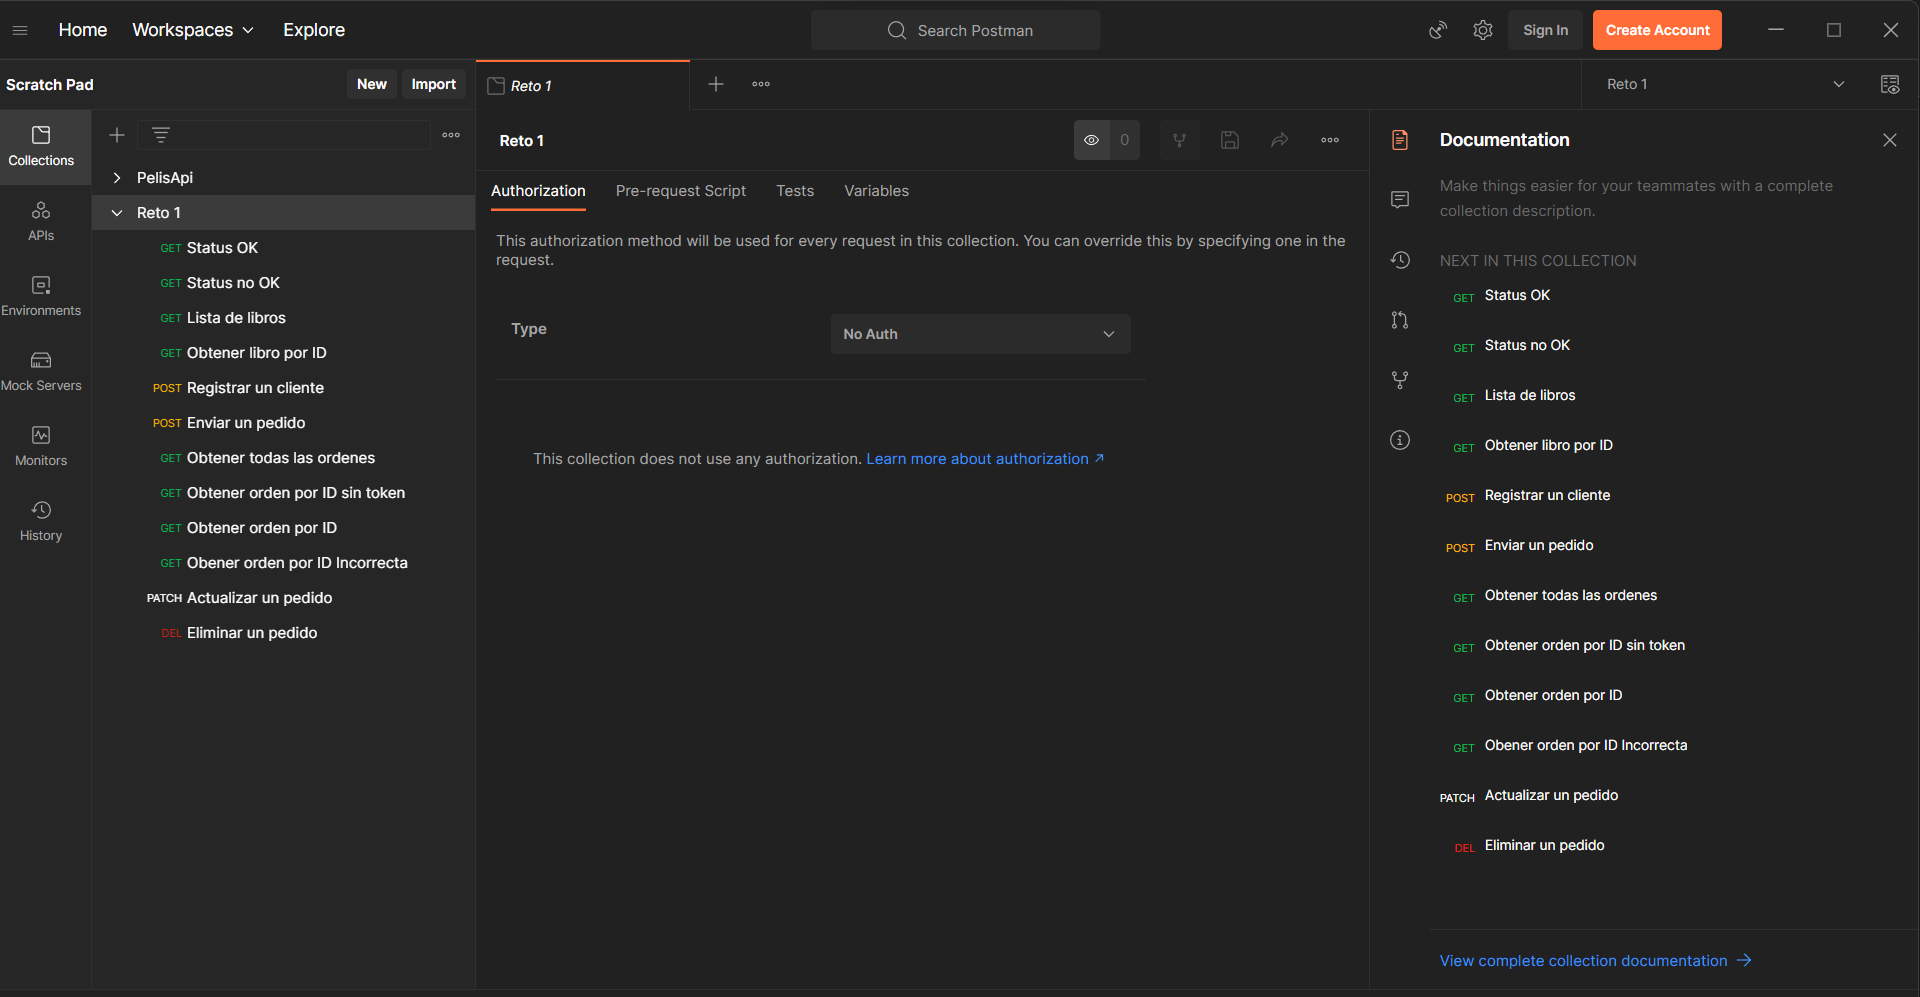 Home
Workspaces
Explore
Search Postman
Sign In
Create Account
Scratch Pad
New
Import
Reto 1
Reto 1
Collections
APIs
Environments
Mock Servers
Monitors
History
PelisApi
Reto 1
GET Status OK
GET Status no OK
GET Lista de libros
GET Obtener libro por ID
POST Registrar un cliente
POST Enviar un pedido
GET Obtener todas las ordenes
GET Obtener orden por ID sin token
GET Obtener orden por ID
GET Obener orden por ID Incorrecta
PATCH Actualizar un pedido
DEL Eliminar un pedido
Reto 1
0
Authorization
Pre-request Script
Tests
Variables
This authorization method will be used for every request in this collection. You can override this by specifying one in the
request.
Type
No Auth
This collection does not use any authorization. Learn more about authorization ↗
Documentation
Make things easier for your teammates with a complete
collection description.
NEXT IN THIS COLLECTION
GET Status OK
GET Status no OK
GET Lista de libros
GET Obtener libro por ID
POST Registrar un cliente
POST Enviar un pedido
GET Obtener todas las ordenes
GET Obtener orden por ID sin token
GET Obtener orden por ID
GET Obener orden por ID Incorrecta
PATCH Actualizar un pedido
DEL Eliminar un pedido
View complete collection documentation →